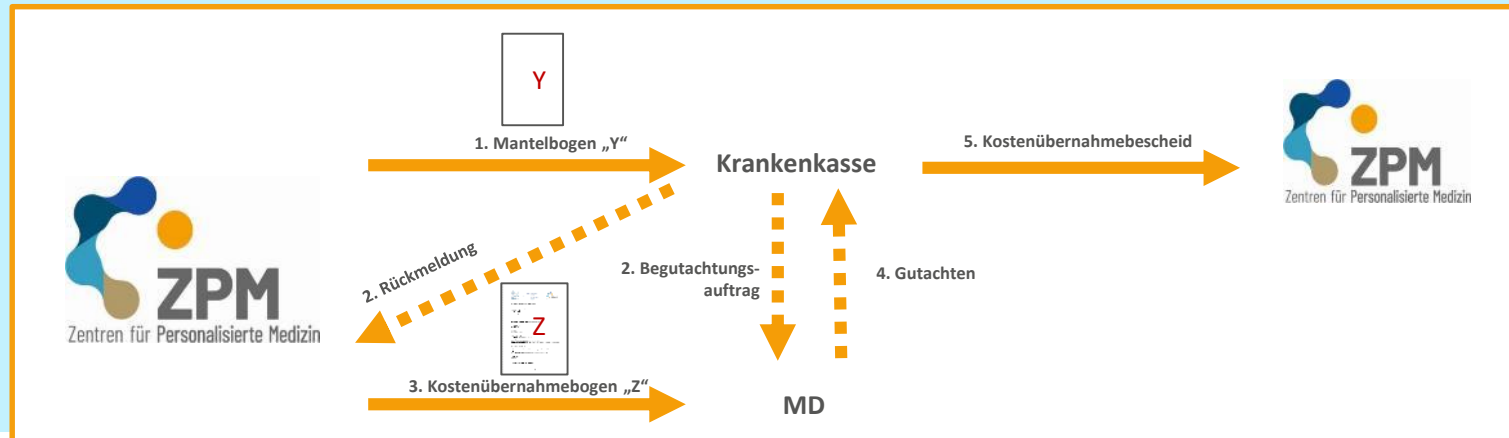 Y
1. Mantelbogen „Y“
Krankenkasse
5. Kostenübernahmebescheid
ZPM
Zentren für Personalisierte Medizin
2. Rückmeldung
2. Begutachtungs-
auftrag
4. Gutachten
ZPM
Zentren für Personalisierte Medizin
Z
3. Kostenübernahmebogen „Z“
MD